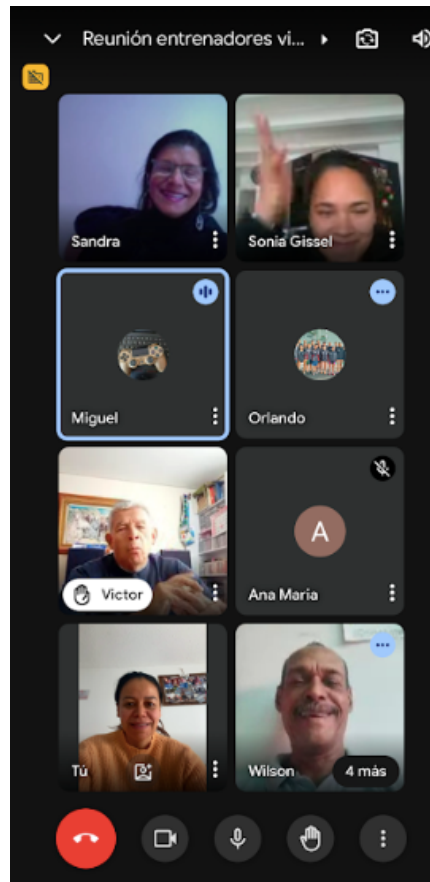 Reunión entrenadores vi...
Sandra
Sonia Gissel
Miguel
Orlando
Victor
A
Ana Maria
Tú
Wilson
4 más